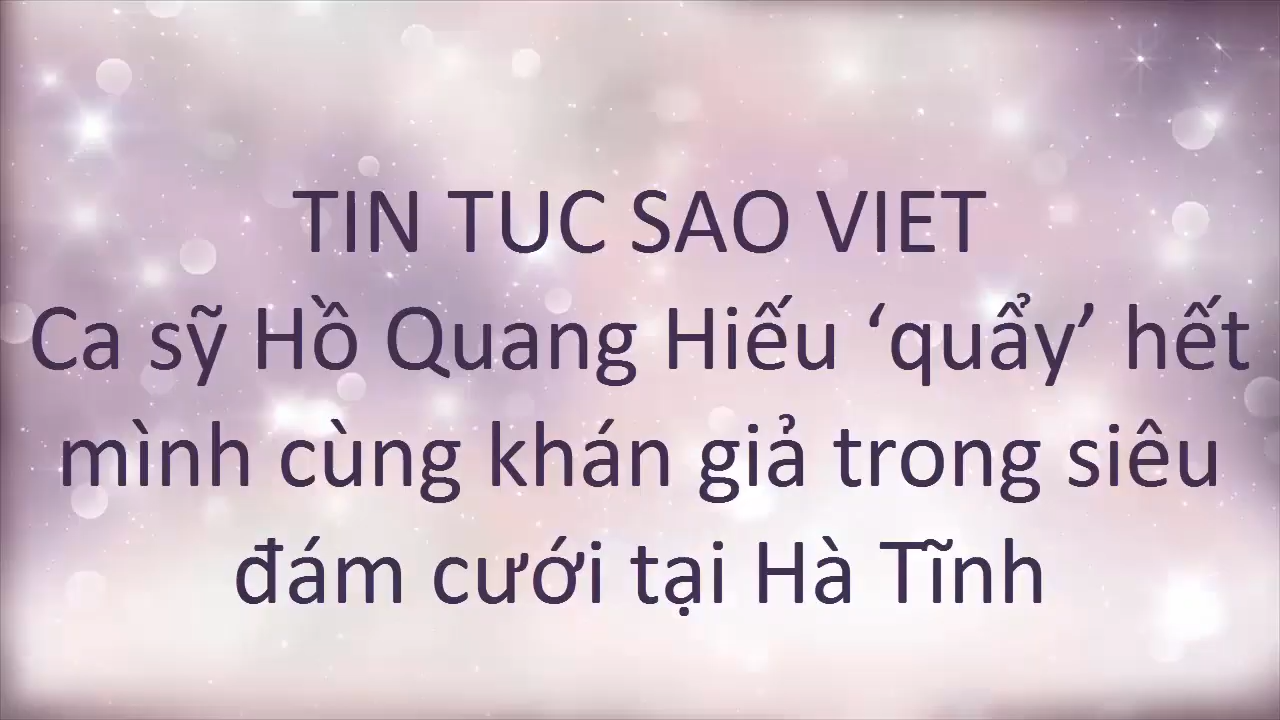 TIN TUC SAO VIET
Ca sỹ Hồ Quang Hiếu ‘quẩy’ hết
mình cùng khán giả trong siêu
đám cưới tại Hà Tĩnh